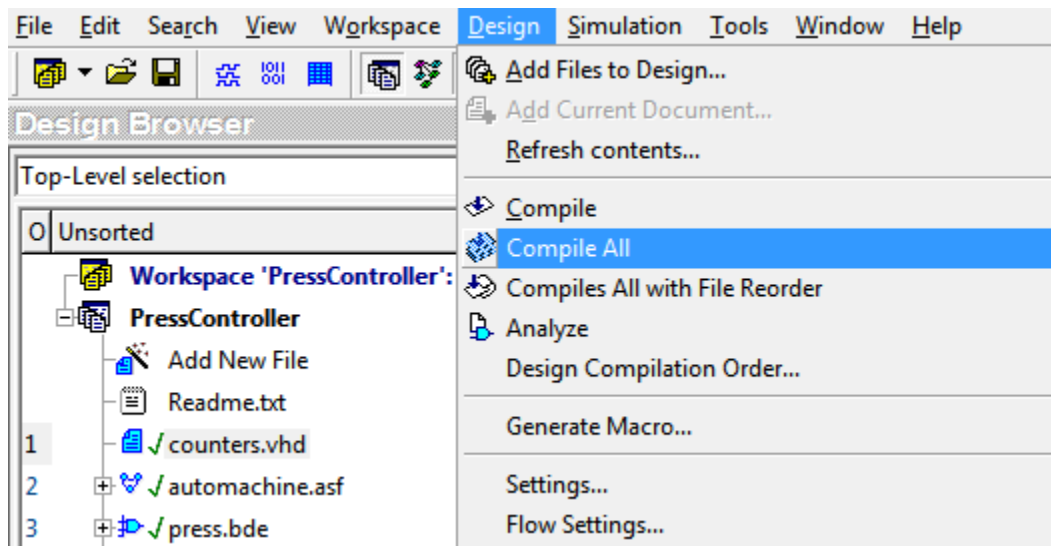 File Edit Search View Workspace Design Simulation Tools Window Help
Design Browser
Top-Level selection
O Unsorted
Workspace 'PressController':
PressController
Add New File
Readme.txt
1 counters.vhd
2 automachine.asf
3 press.bde
Add Files to Design...
Add Current Document...
Refresh contents...
Compile
Compile All
Compiles All with File Reorder
Analyze
Design Compilation Order...
Generate Macro...
Settings...
Flow Settings...